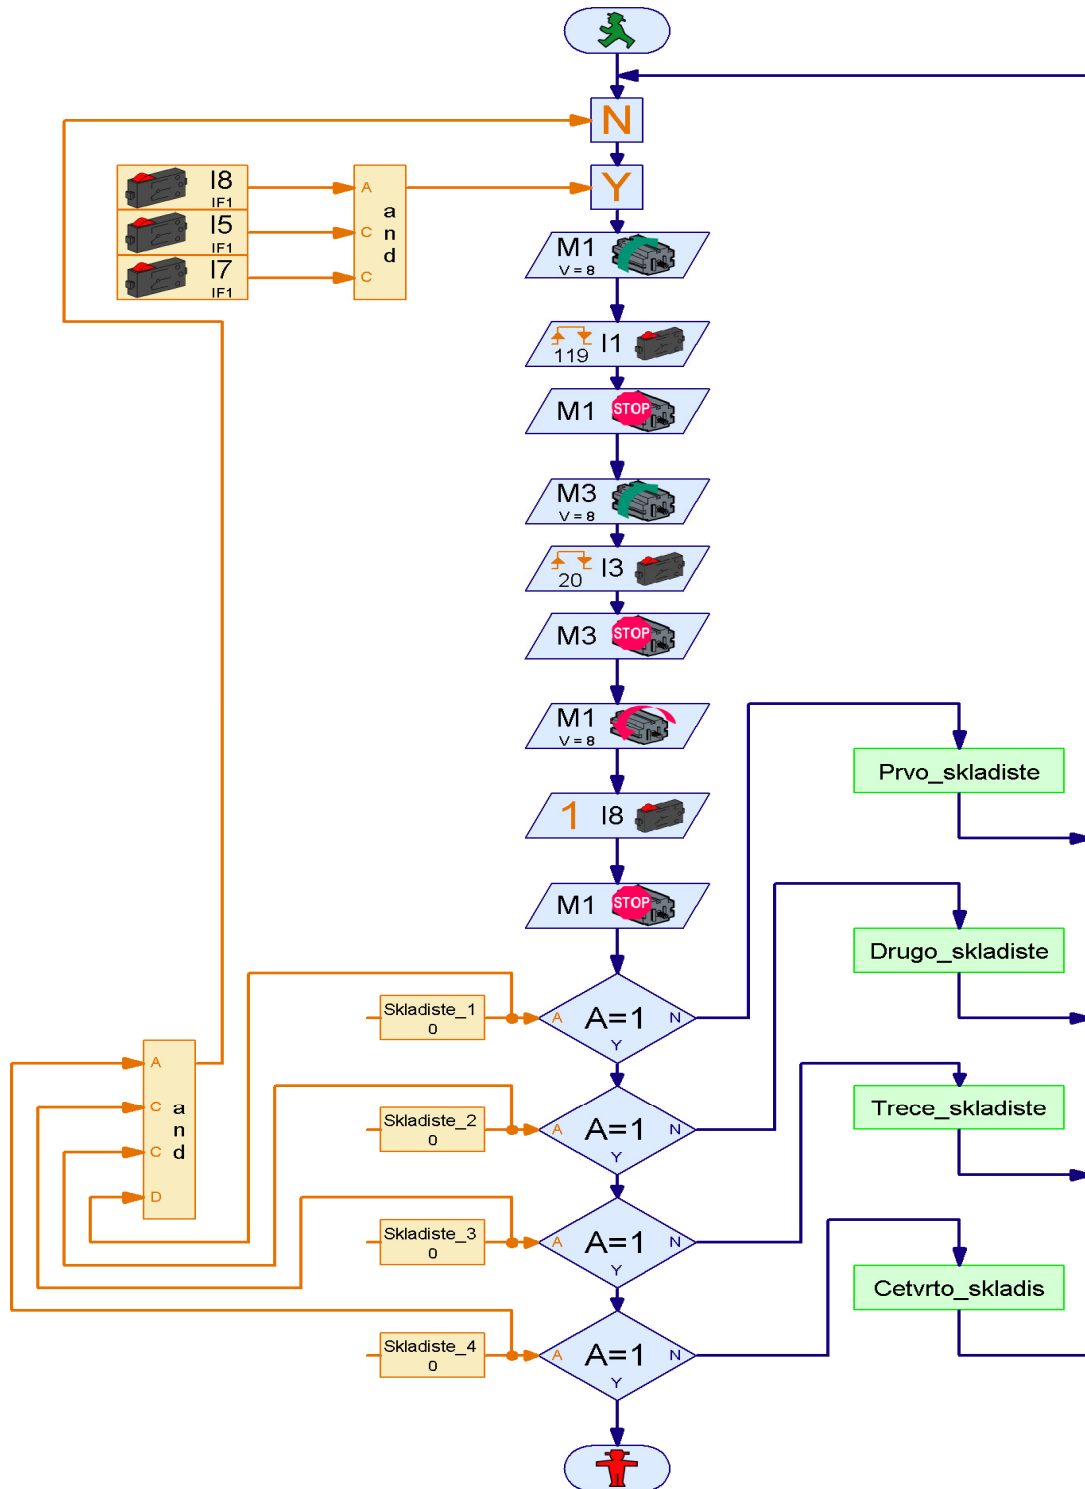 N
I8
IF1
A
a
n
d
Y
I5
IF1
C
M1
V = 8
I7
IF1
C
119
I1
M1
STOP
M3
V = 8
20
I3
M3
STOP
M1
V = 8
Prvo_skladiste
1
I8
M1
STOP
Drugo_skladiste
Skladiste_1
0
A
A=1
N
Y
A
C
a
n
d
C
D
Skladiste_2
0
A
A=1
N
Y
Trece_skladiste
Skladiste_3
0
A
A=1
N
Y
Cetvrto_skladis
Skladiste_4
0
A
A=1
N
Y